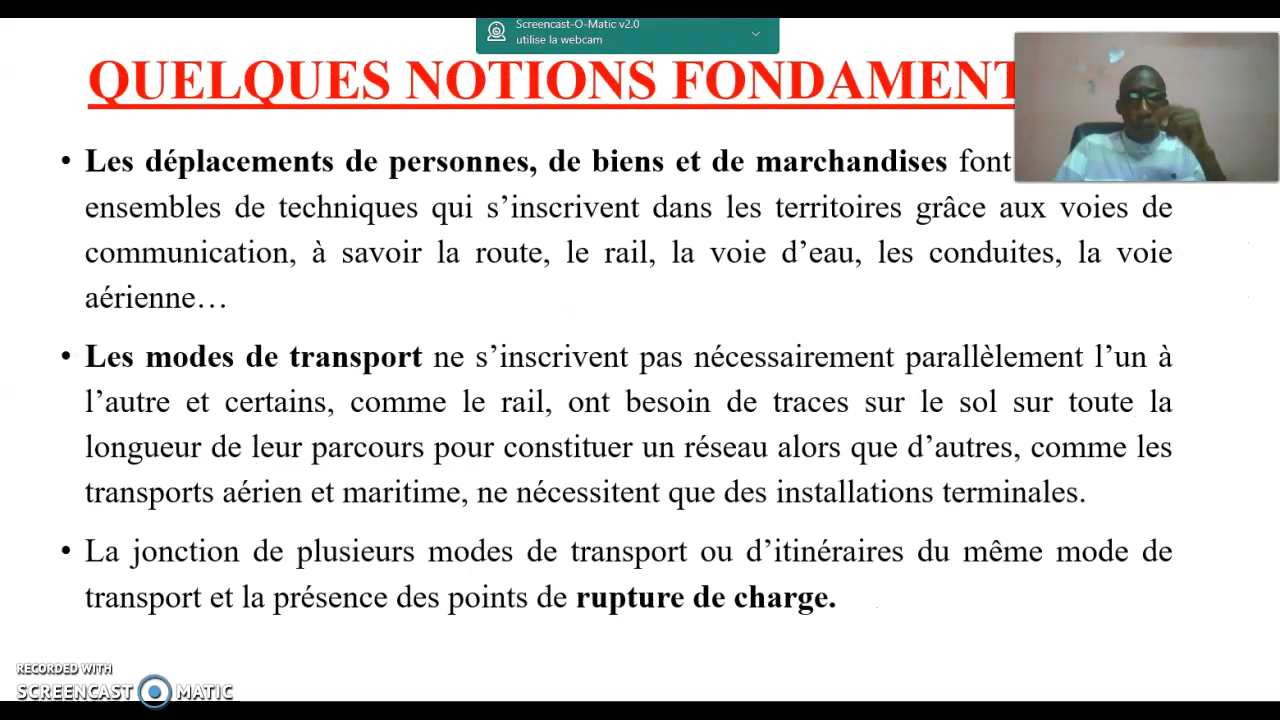 Screencast-O-Matic v2.0
utilise la webcam
QUELQUES NOTIONS FONDAMENT
• Les déplacements de personnes, de biens et de marchandises font
ensembles de techniques qui s’inscrivent dans les territoires grâce aux voies de
communication, à savoir la route, le rail, la voie d’eau, les conduites, la voie
aérienne…
• Les modes de transport ne s’inscrivent pas nécessairement parallèlement l’un à
l’autre et certains, comme le rail, ont besoin de traces sur le sol sur toute la
longueur de leur parcours pour constituer un réseau alors que d’autres, comme les
transports aérien et maritime, ne nécessitent que des installations terminales.
• La jonction de plusieurs modes de transport ou d’itinéraires du même mode de
transport et la présence des points de rupture de charge.
RECORDED WITH
SCREENCAST MATIC